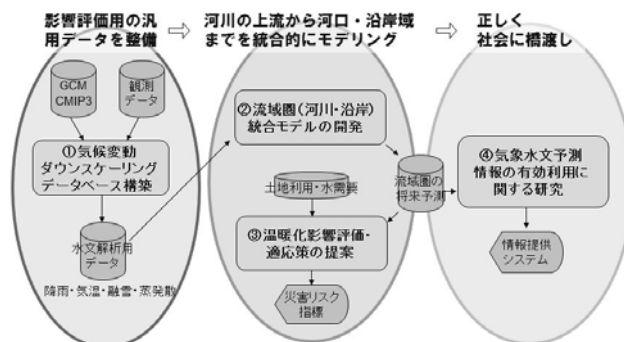 影響評価用の汎
用データを整備
河川の上流から河口・沿岸域
までを統合的にモデリング
正しく
社会に橋渡し
GCM
CMIP3
観測
データ
①気候変動
ダウンスケーリング
データベース構築
水文解析用
データ
降雨・気温・融雪・蒸発散
②流域圏(河川・沿岸)
統合モデルの開発
土地利用・水需要
流域圏の
将来予測
③温暖化影響評価・
適応策の提案
災害リスク
指標
④気象水文予測
情報の有効利用に
関する研究
情報提供
システム